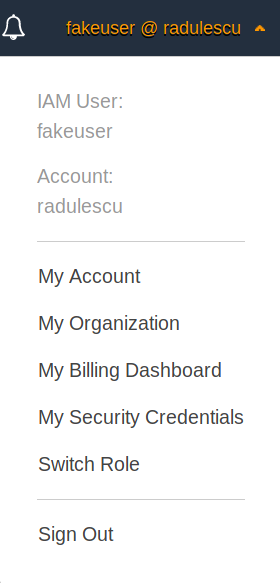 fakeuser @ radulescu
IAM User:
fakeuser
Account:
radulescu
My Account
My Organization
My Billing Dashboard
My Security Credentials
Switch Role
Sign Out